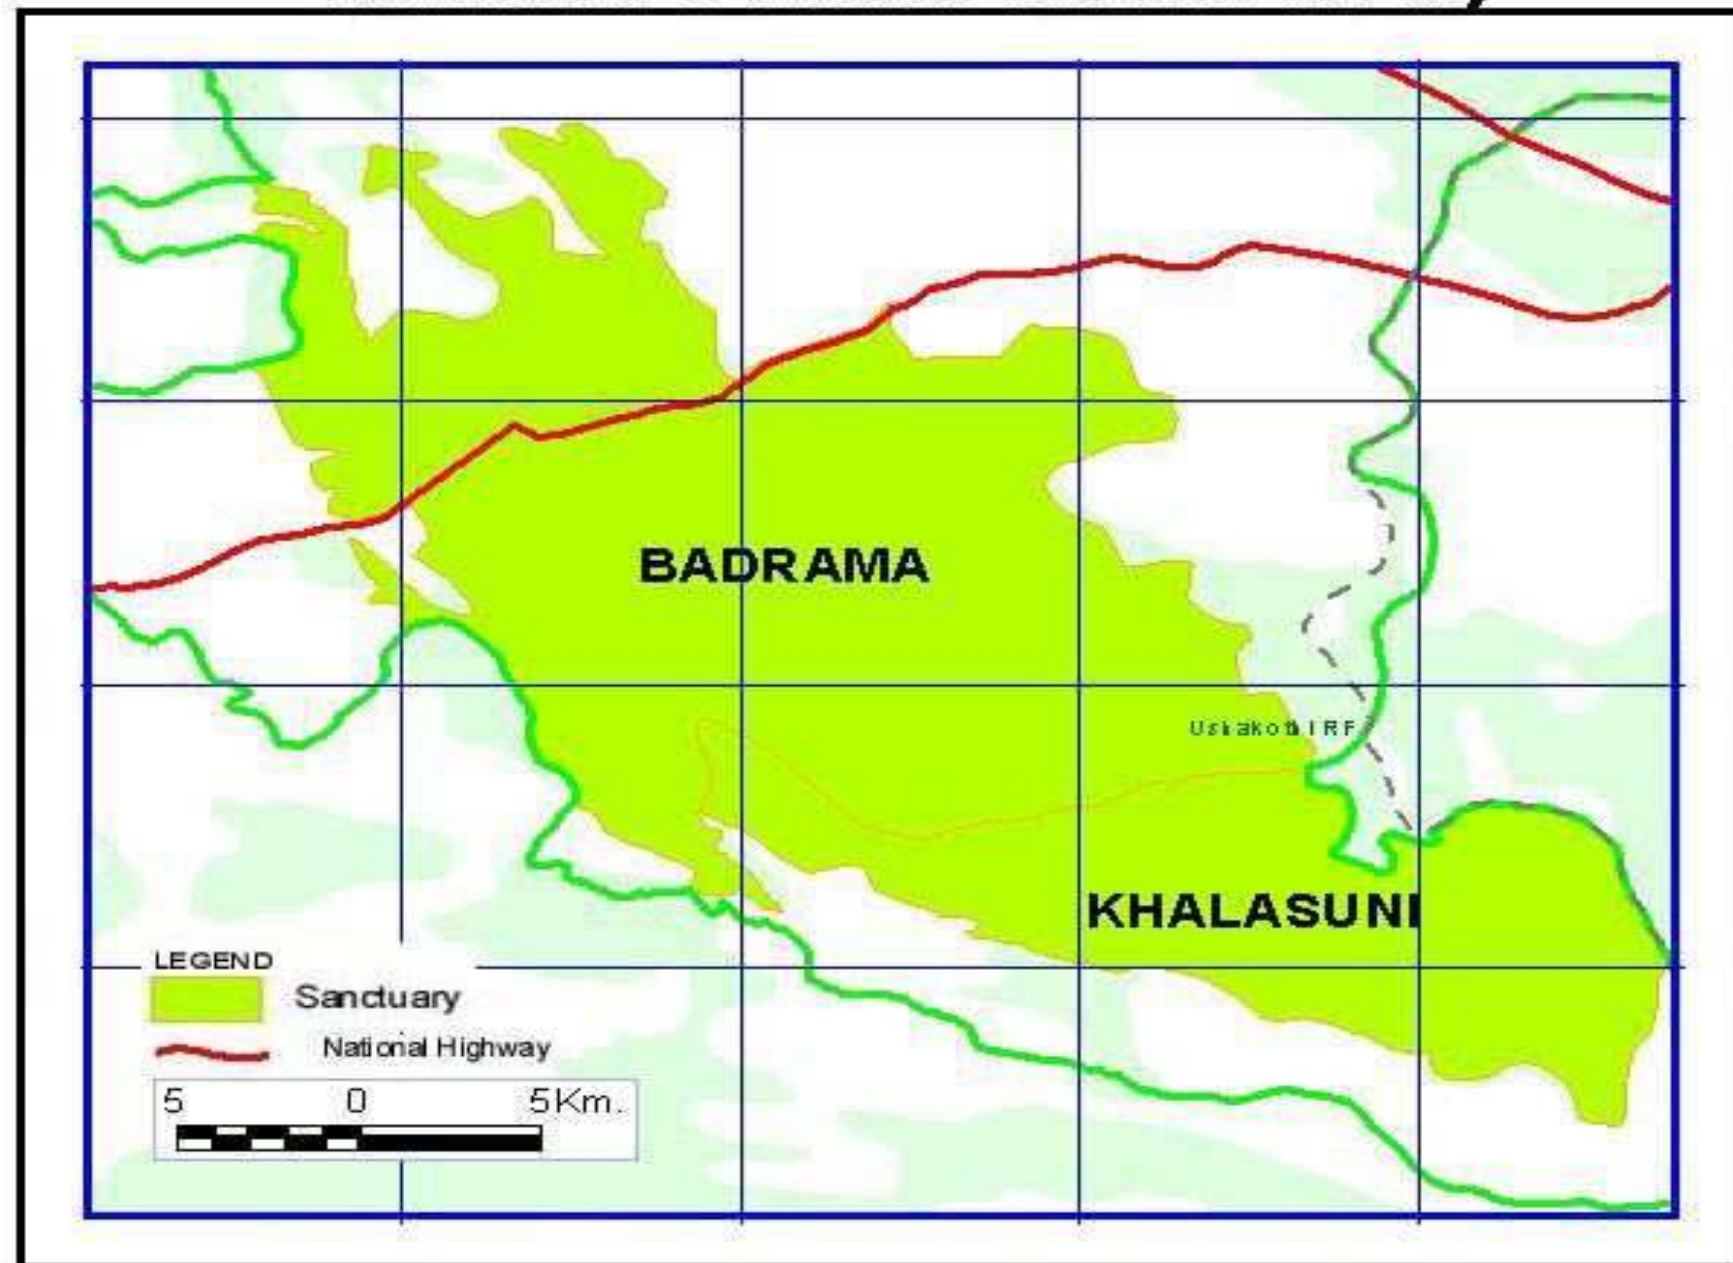 BADRAMA
KHALASUNI
LEGEND
Sanctuary
National Highway
5 0 5Km.